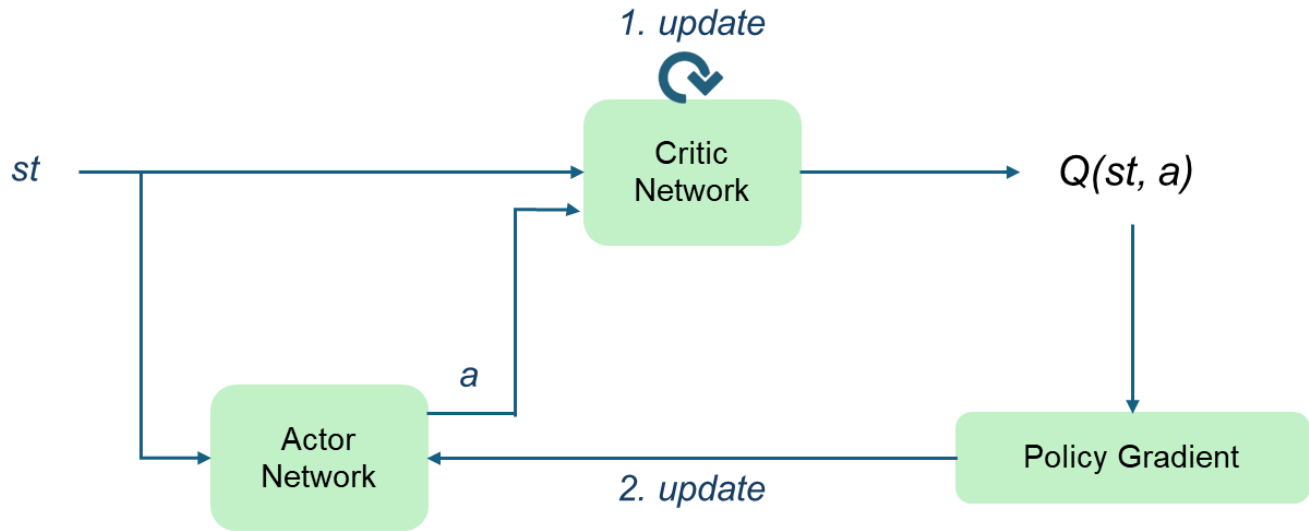 1. update
st
Critic
Network
Q(st, a)
a
Actor
Network
Policy Gradient
2. update